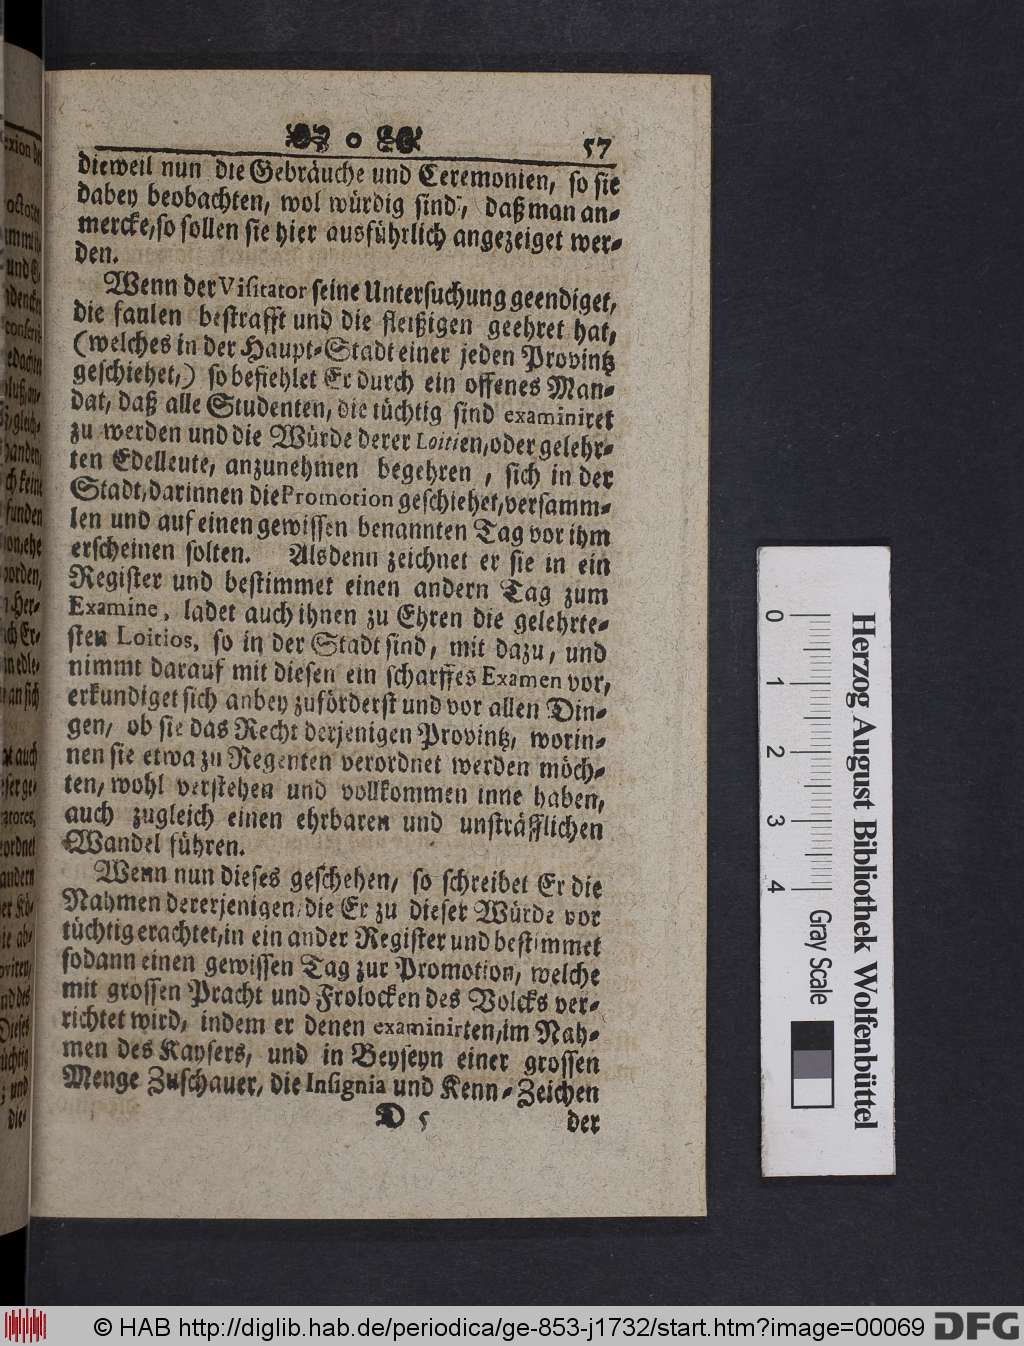 57
dieweil nun die Gebräuche und Ceremonien, so sie
dabey beobachten, wol würdig sind, daß man an-
mercke, so sollen sie hier ausführlich angezeiget wer-
den.
Wenn der Visitator seine Untersuchung geendiget,
die faulen bestrafft und die fleißigen geehret hat,
(welches in der Haupt-Stadt einer jeden Provintz
geschiehet,) so befiehlet Er durch ein offenes Man-
dat, daß alle Studenten, die tüchtig sind examiniret
zu werden und die Würde derer Loitien, oder gelehr-
ten Edelleute, anzunehmen begehren, sich in der
Stadt, darinnen die Promotion geschiehet, versamm-
len und auf einen gewissen benannten Tag vor ihm
erscheinen solten. Alsdenn zeichnet er sie in ein
Register und bestimmet einen andern Tag zum
Examine, ladet auch ihnen zu Ehren die gelehrte-
sten Loitios, so in der Stadt sind, mit dazu, und
nimmt darauf mit diesen ein scharffes Examen vor,
erkundiget sich anbey zuförderst und vor allen Din-
gen, ob sie das Recht derjenigen Provintz, worin-
nen sie etwa zu Regenten verordnet werden möch-
ten, wohl verstehen und vollkommen inne haben,
auch zugleich einen ehrbaren und unsträfflichen
Wandel führen.
Wenn nun dieses geschehen, so schreibet Er die
Nahmen dererjenigen, die Er zu dieser Würde vor
tüchtig erachtet, in ein ander Register und bestimmet
sodann einen gewissen Tag zur Promotion, welche
mit grossen Pracht und Frolocken des Volcks ver-
richtet wird, indem er denen examinirten, im Nah-
men des Kaysers, und in Beyseyn einer grossen
Menge Zuschauer, die Insignia und Kenn-Zeichen
D 5
der
0 1 2 3 4
Gray Scale
Herzog August Bibliothek Wolfenbüttel
© HAB http://diglib.hab.de/periodica/ge-853-j1732/start.htm?image=00069
DFG